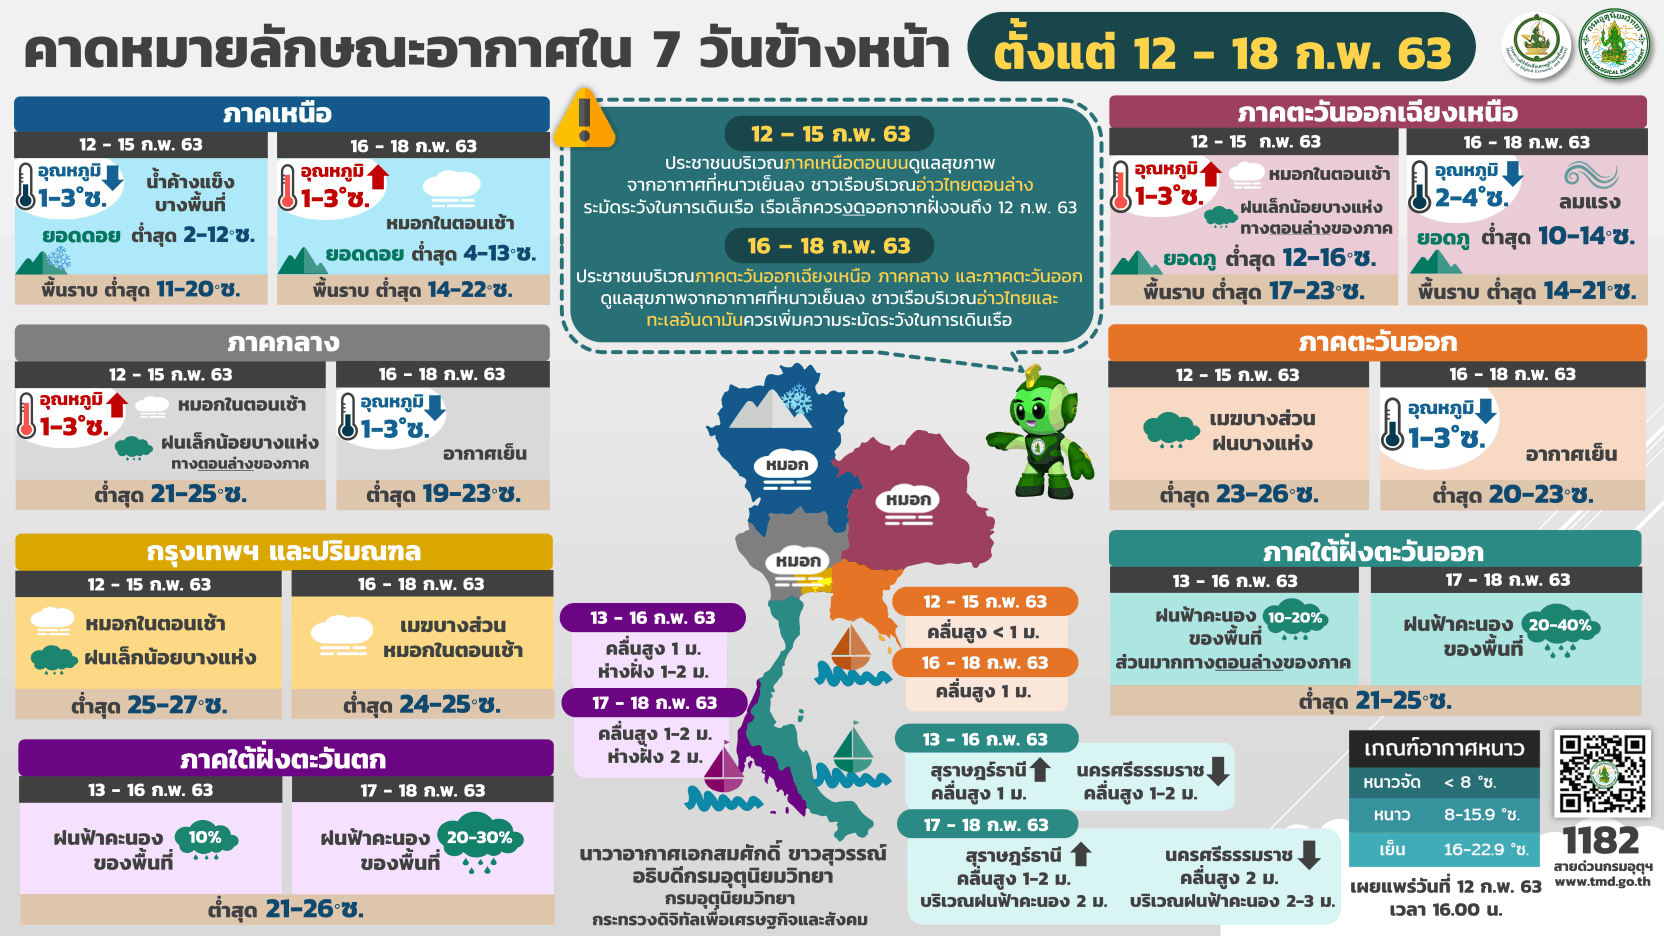 คาดหมายลักษณะอากาศใน 7 วันข้างหน้า
ตั้งแต่ 12 - 18 ก.พ. 63
ภาคเหนือ
12 - 15 ก.พ. 63
อุณหภูมิ
1-3°ซ.
น้ำค้างแข็ง
บางพื้นที่
ยอดดอย ต่ำสุด 2-12°ซ.
พื้นราบ ต่ำสุด 11-20°ซ.
16 - 18 ก.พ. 63
อุณหภูมิ
1-3°ซ.
หมอกในตอนเช้า
ยอดดอย ต่ำสุด 4-13°ซ.
พื้นราบ ต่ำสุด 14-22°ซ.
12 – 15 ก.พ. 63
ประชาชนบริเวณภาคเหนือตอนบนดูแลสุขภาพ
จากอากาศที่หนาวเย็นลง ชาวเรือบริเวณอ่าวไทยตอนล่าง
ระมัดระวังในการเดินเรือ เรือเล็กควรงดออกจากฝั่งจนถึง 12 ก.พ. 63
16 – 18 ก.พ. 63
ประชาชนบริเวณภาคตะวันออกเฉียงเหนือ ภาคกลาง และภาคตะวันออก
ดูแลสุขภาพจากอากาศที่หนาวเย็นลง ชาวเรือบริเวณอ่าวไทยและ
ทะเลอันดามันควรเพิ่มความระมัดระวังในการเดินเรือ
ภาคตะวันออกเฉียงเหนือ
12 - 15 ก.พ. 63
อุณหภูมิ
1-3°ซ.
หมอกในตอนเช้า
ฝนเล็กน้อยบางแห่ง
ทางตอนล่างของภาค
ยอดภู ต่ำสุด 12-16°ซ.
พื้นราบ ต่ำสุด 17-23°ซ.
16 - 18 ก.พ. 63
อุณหภูมิ
2-4°ซ.
ลมแรง
ยอดภู ต่ำสุด 10-14°ซ.
พื้นราบ ต่ำสุด 14-21°ซ.
ภาคกลาง
12 - 15 ก.พ. 63
อุณหภูมิ
1-3°ซ.
หมอกในตอนเช้า
ฝนเล็กน้อยบางแห่ง
ทางตอนล่างของภาค
ต่ำสุด 21-25°ซ.
16 - 18 ก.พ. 63
อุณหภูมิ
1-3°ซ.
อากาศเย็น
ต่ำสุด 19-23°ซ.
ภาคตะวันออก
12 - 15 ก.พ. 63
เมฆบางส่วน
ฝนบางแห่ง
ต่ำสุด 23-26°ซ.
16 - 18 ก.พ. 63
อุณหภูมิ
1-3°ซ.
อากาศเย็น
ต่ำสุด 20-23°ซ.
หมอก
หมอก
หมอก
กรุงเทพฯ และปริมณฑล
12 - 15 ก.พ. 63
หมอกในตอนเช้า
ฝนเล็กน้อยบางแห่ง
ต่ำสุด 25-27°ซ.
16 - 18 ก.พ. 63
เมฆบางส่วน
หมอกในตอนเช้า
ต่ำสุด 24-25°ซ.
13 - 16 ก.พ. 63
คลื่นสูง 1 ม.
ห่างฝั่ง 1-2 ม.
17 - 18 ก.พ. 63
คลื่นสูง 1-2 ม.
ห่างฝั่ง 2 ม.
12 - 15 ก.พ. 63
คลื่นสูง < 1 ม.
16 - 18 ก.พ. 63
คลื่นสูง 1 ม.
ภาคใต้ฝั่งตะวันออก
13 - 16 ก.พ. 63
ฝนฟ้าคะนอง 10-20%
ของพื้นที่
ส่วนมากทางตอนล่างของภาค
17 - 18 ก.พ. 63
ฝนฟ้าคะนอง 20-40%
ของพื้นที่
ต่ำสุด 21-25°ซ.
ภาคใต้ฝั่งตะวันตก
13 - 16 ก.พ. 63
ฝนฟ้าคะนอง 10%
ของพื้นที่
17 - 18 ก.พ. 63
ฝนฟ้าคะนอง 20-30%
ของพื้นที่
ต่ำสุด 21-26°ซ.
13 - 16 ก.พ. 63
สุราษฎร์ธานี
คลื่นสูง 1 ม.
นครศรีธรรมราช
คลื่นสูง 1-2 ม.
17 - 18 ก.พ. 63
สุราษฎร์ธานี
คลื่นสูง 1-2 ม.
บริเวณฝนฟ้าคะนอง 2 ม.
นครศรีธรรมราช
คลื่นสูง 2 ม.
บริเวณฝนฟ้าคะนอง 2-3 ม.
นาวาอากาศเอกสมศักดิ์ ขาวสุวรรณ์
อธิบดีกรมอุตุนิยมวิทยา
กรมอุตุนิยมวิทยา
กระทรวงดิจิทัลเพื่อเศรษฐกิจและสังคม
เกณฑ์อากาศหนาว
หนาวจัด < 8 °ซ.
หนาว 8-15.9 °ซ.
เย็น 16-22.9 °ซ.
เผยแพร่วันที่ 12 ก.พ. 63
เวลา 16.00 น.
1182
สายด่วนกรมอุตุฯ
www.tmd.go.th